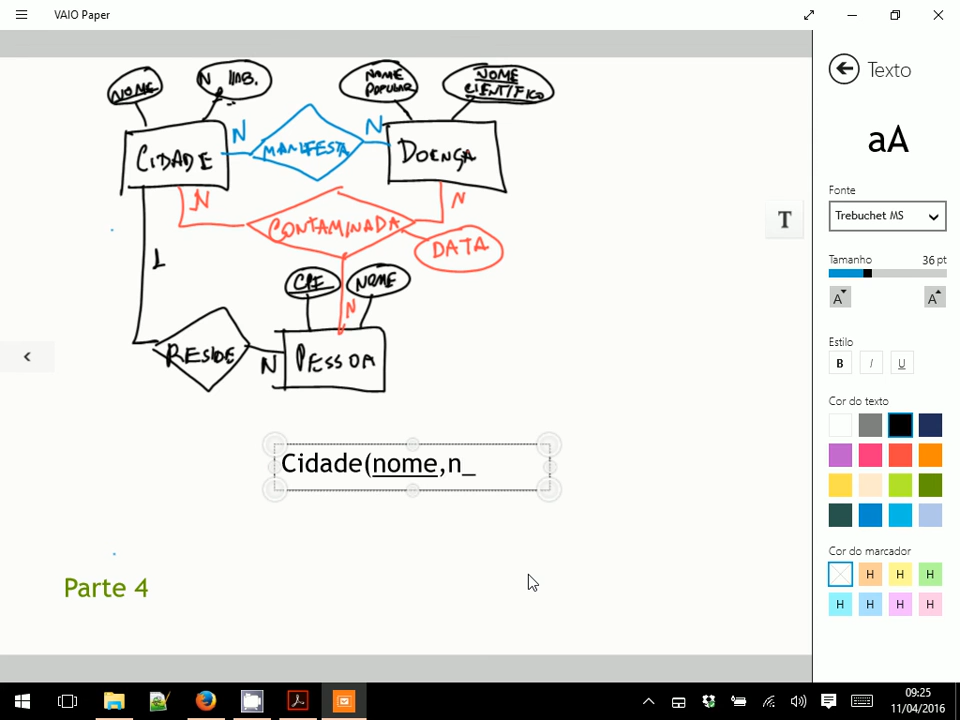 VAIO Paper
NOME
N HAB.
NOME
POPULAR
NOME
CIENTÍFICO
CIDADE
N
MANIFESTA
N
DOENÇA
N
CONTAMINADA
N
DATA
1
CPF
NOME
N
RESIDE
N
PESSOA
Cidade(nome,n_
Parte 4
Texto
aA
Fonte
Trebuchet MS
T
Tamanho 36 pt
A A
Estilo
B I U
Cor do texto
Cor do marcador
H H H
H H H H
09:25
11/04/2016